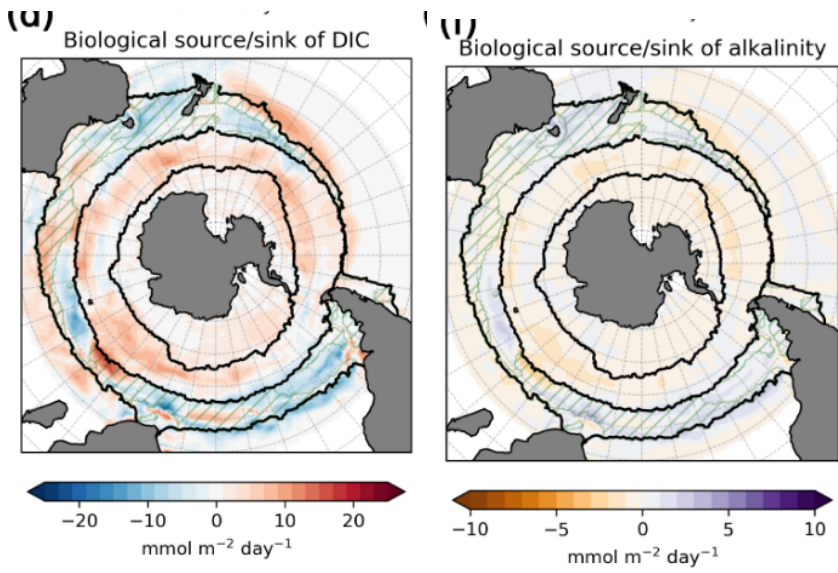 (d)
Biological source/sink of DIC
−20 −10 0 10 20
mmol m⁻² day⁻¹
Biological source/sink of alkalinity
−10 −5 0 5 10
mmol m⁻² day⁻¹